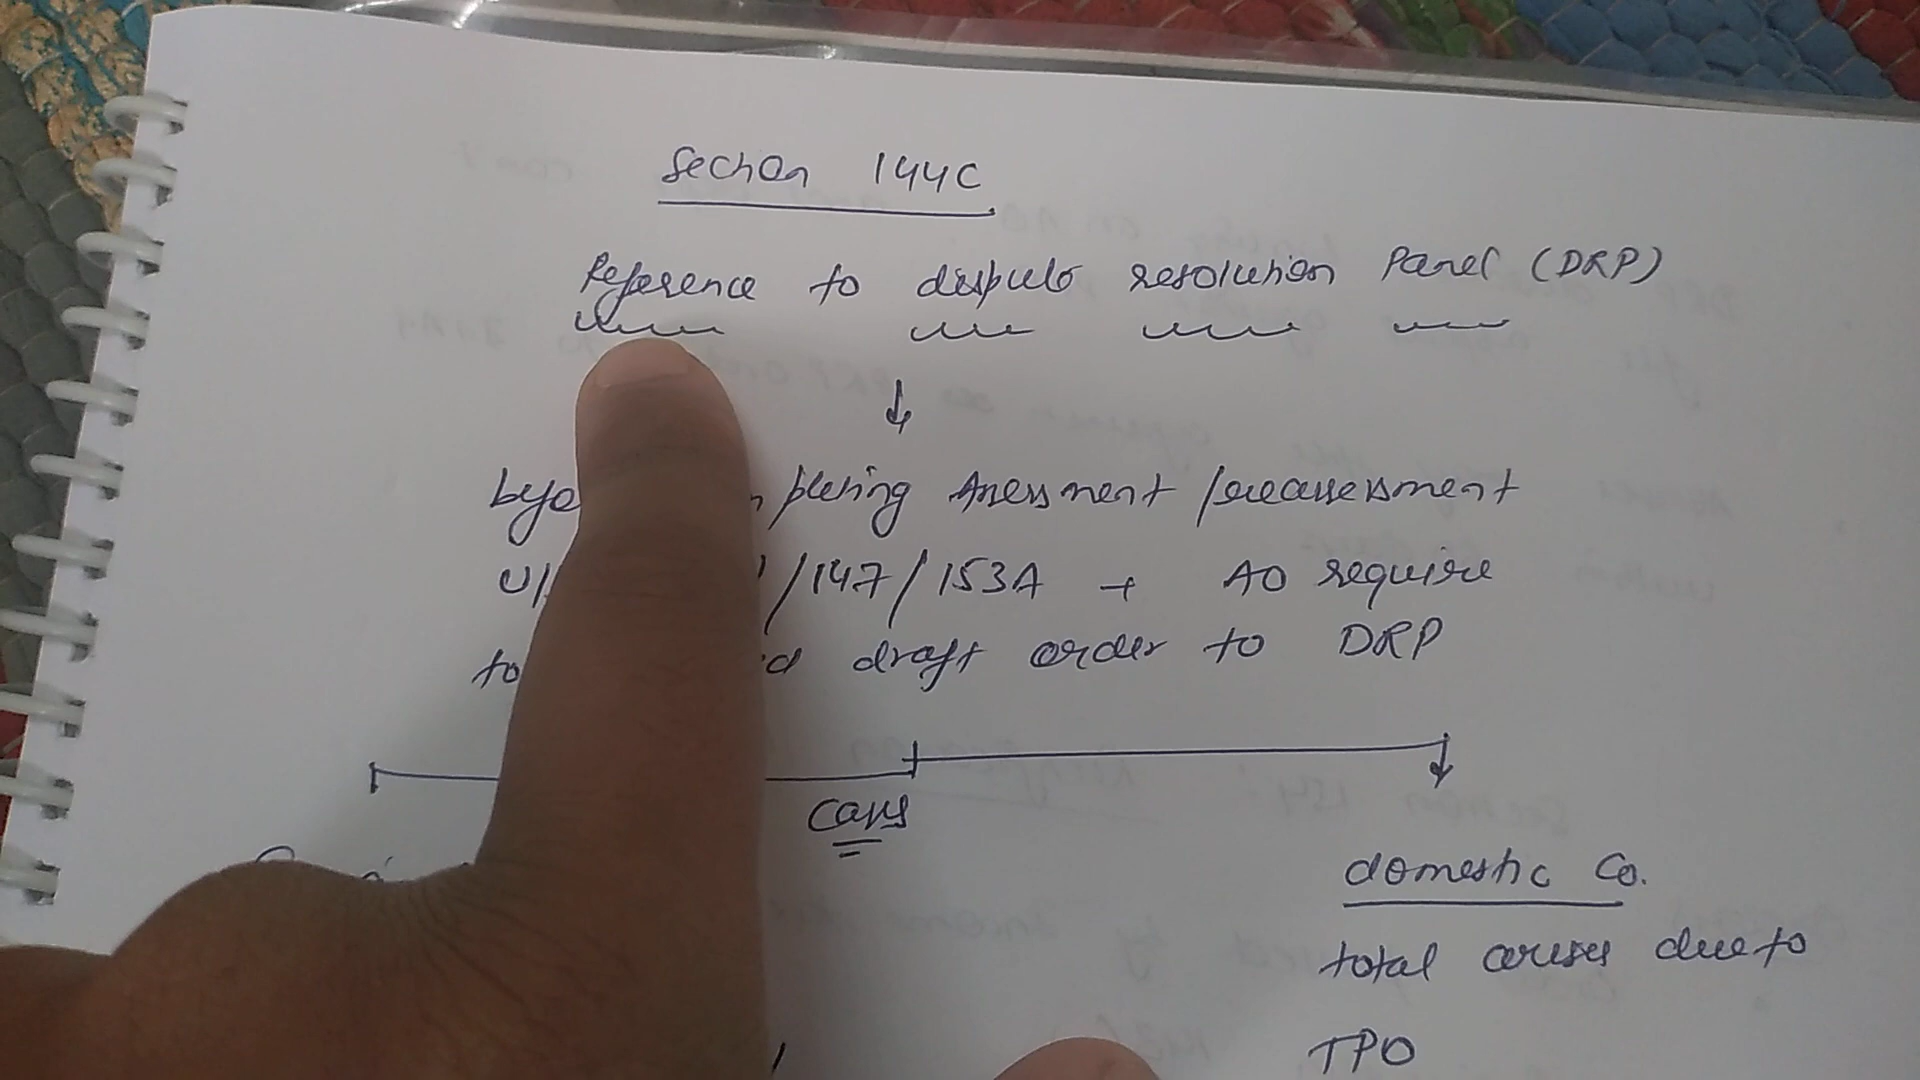 Section 144C
Reference to dispute resolution Panel (DRP)
Assessment / reassessment
/147/153A + AO require
to draft order to DRP
Cases
domestic Co.
total arises due to
TPO